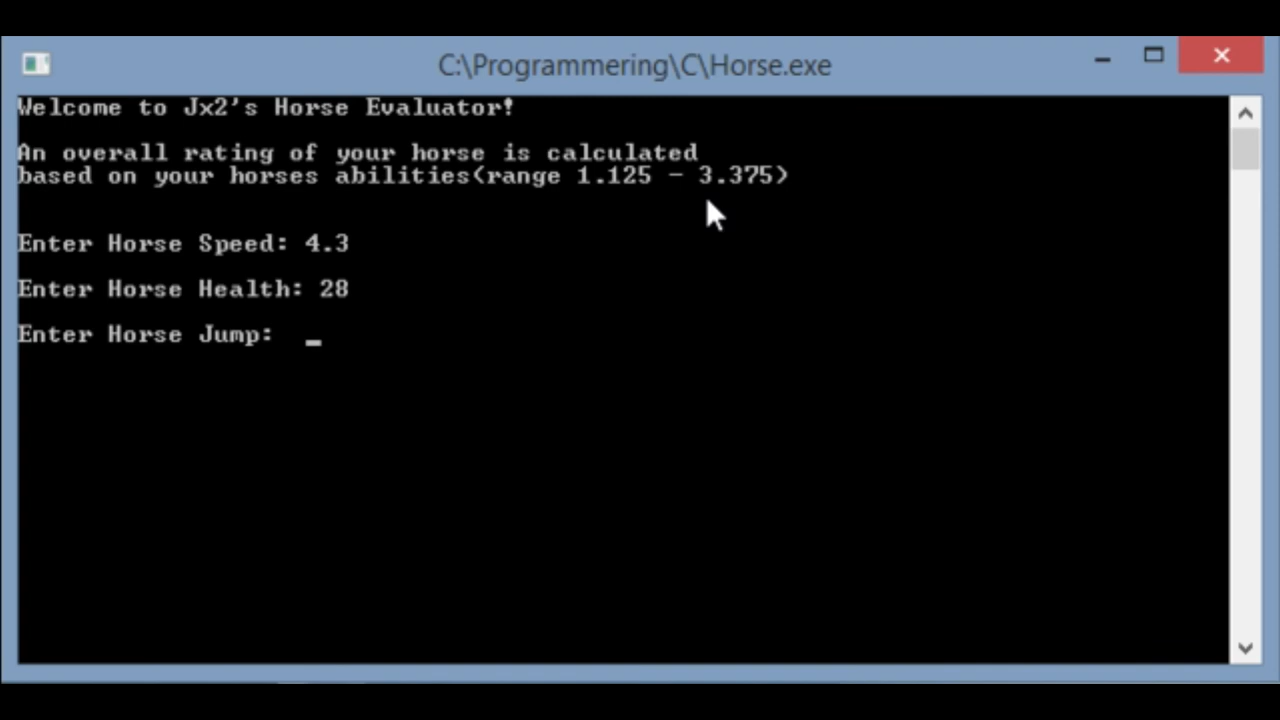 C:\Programmering\C\Horse.exe
Welcome to Jx2's Horse Evaluator!
An overall rating of your horse is calculated
based on your horses abilities(range 1.125 - 3.375)
Enter Horse Speed: 4.3
Enter Horse Health: 28
Enter Horse Jump: _